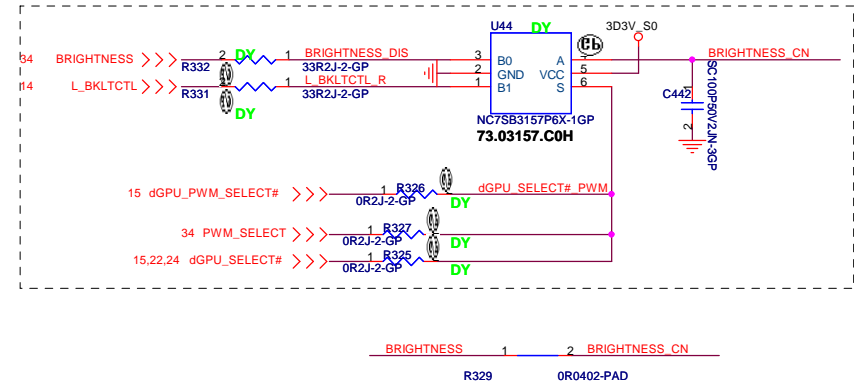 U44 DY 3D3V_S0
34 BRIGHTNESS 2 DY 1 BRIGHTNESS_DIS 3 B0 A BRIGHTNESS_CN
R332 33R2J-2-GP 2 GND VCC 5
14 L_BKLTCTL 1 L_BKLTCTL_R 1 B1 S 6
R331 33R2J-2-GP
DY
NC7SB3157P6X-1GP
73.03157.C0H
C442 1
2
SC100P50V2JN-3GP
15 dGPU_PWM_SELECT# 1 R326 dGPU_SELECT#_PWM
0R2J-2-GP DY
34 PWM_SELECT 1 R327
0R2J-2-GP DY
15,22,24 dGPU_SELECT# 1 R325
0R2J-2-GP DY
BRIGHTNESS 1 2 BRIGHTNESS_CN
R329 0R0402-PAD